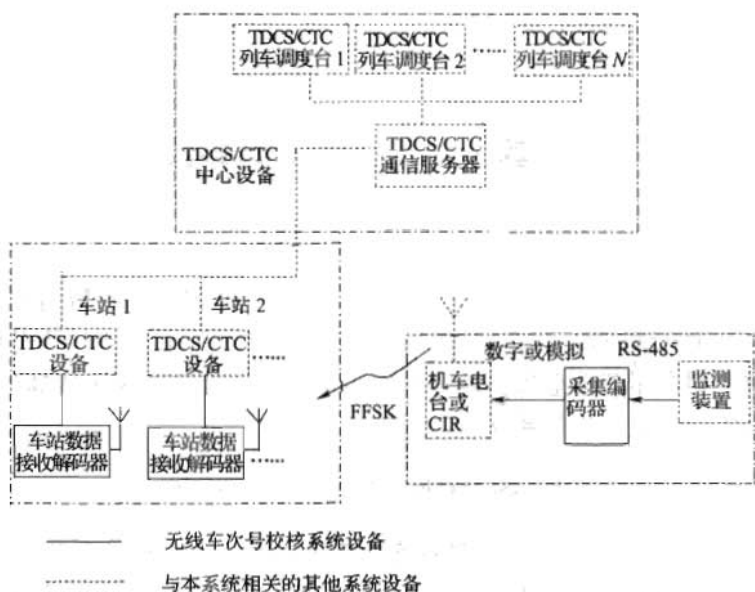 TDCS/CTC
列车调度台 1
TDCS/CTC
列车调度台 2
······
TDCS/CTC
列车调度台 N
TDCS/CTC
中心设备
TDCS/CTC
通信服务器
车站 1
车站 2
TDCS/CTC
设备
TDCS/CTC
设备
······
车站数据
接收解码器
车站数据
接收解码器
······
FFSK
数字或模拟
RS-485
机车电
台或
CIR
采集编
码器
监测
装置
无线车次号校核系统设备
与本系统相关的其他系统设备